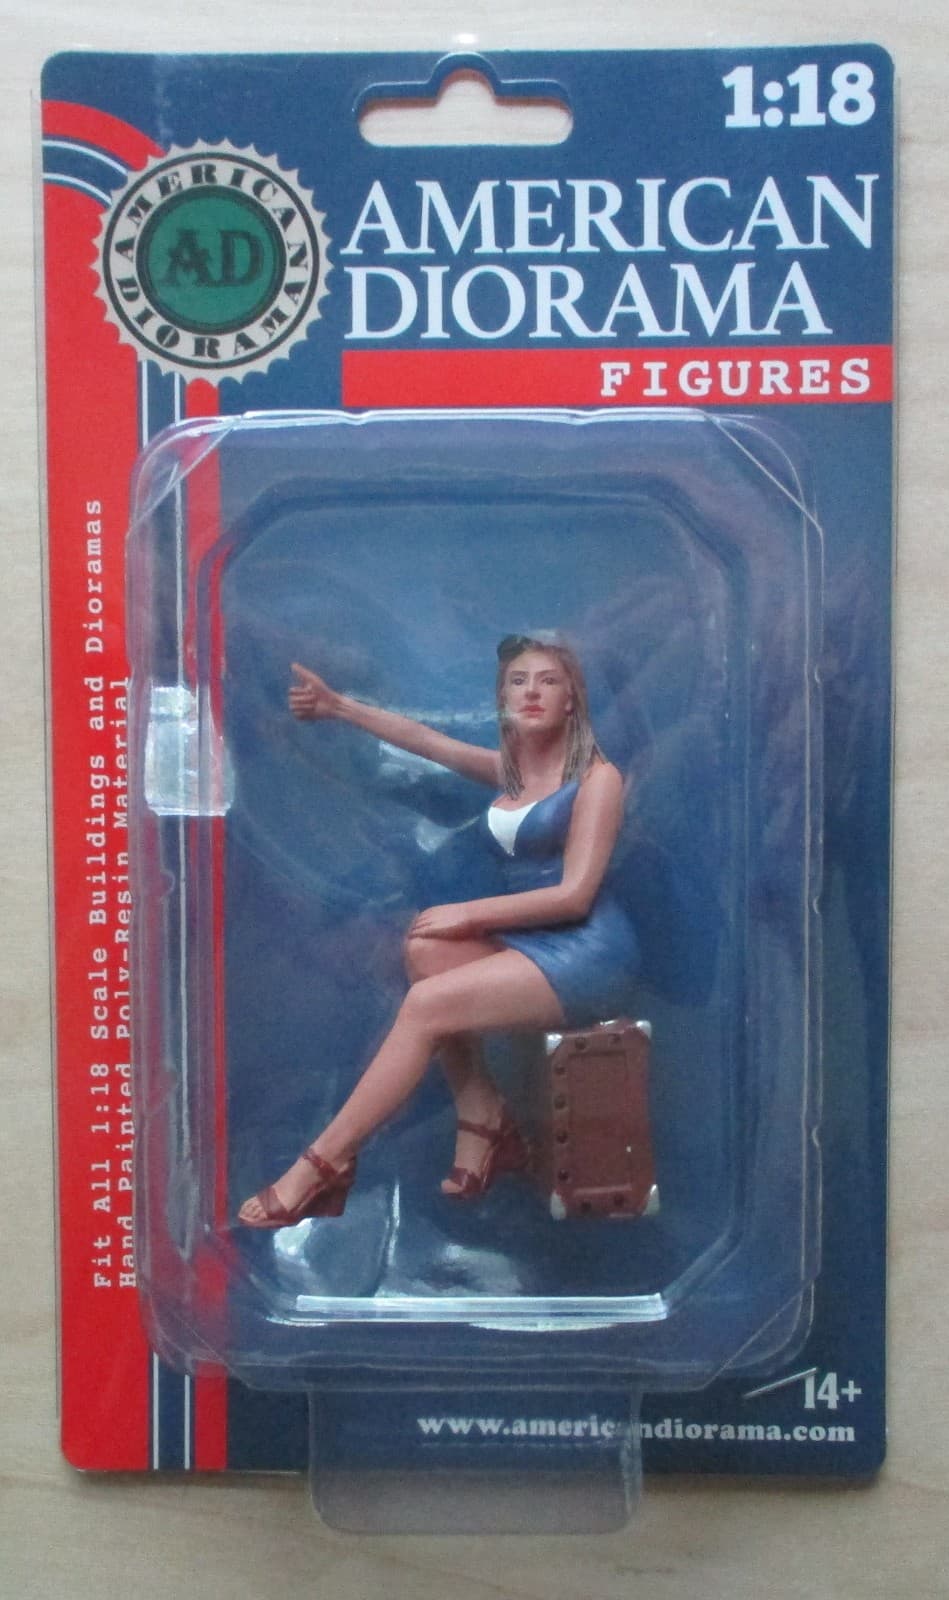 1:18
AMERICAN DIORAMA
AD
AMERICAN
DIORAMA
FIGURES
Fit All 1:18 Scale Buildings and Dioramas
Hand Painted Poly-Resin Material
14+
www.americandiorama.com